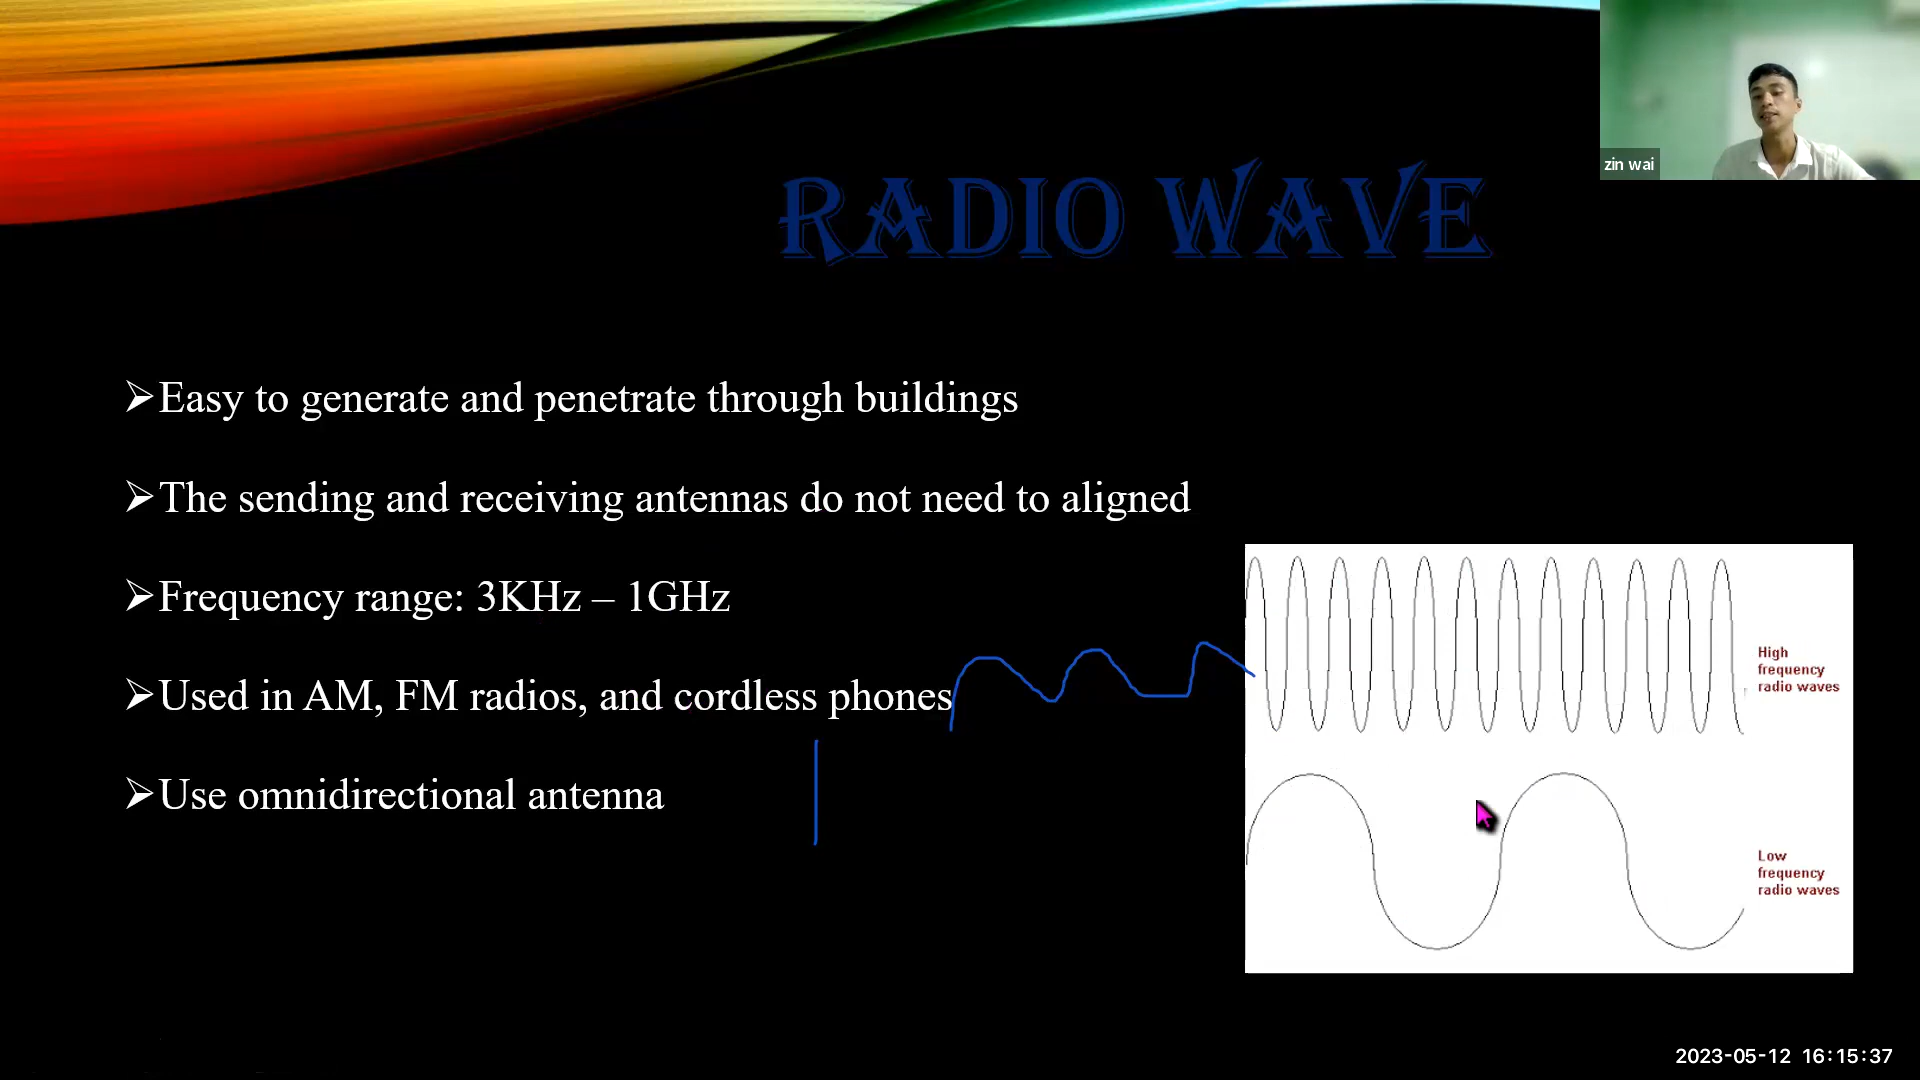 zin wai
RADIO WAVE
➢Easy to generate and penetrate through buildings
➢The sending and receiving antennas do not need to aligned
➢Frequency range: 3KHz – 1GHz
➢Used in AM, FM radios, and cordless phones
➢Use omnidirectional antenna
High
frequency
radio waves
Low
frequency
radio waves
2023-05-12 16:15:37